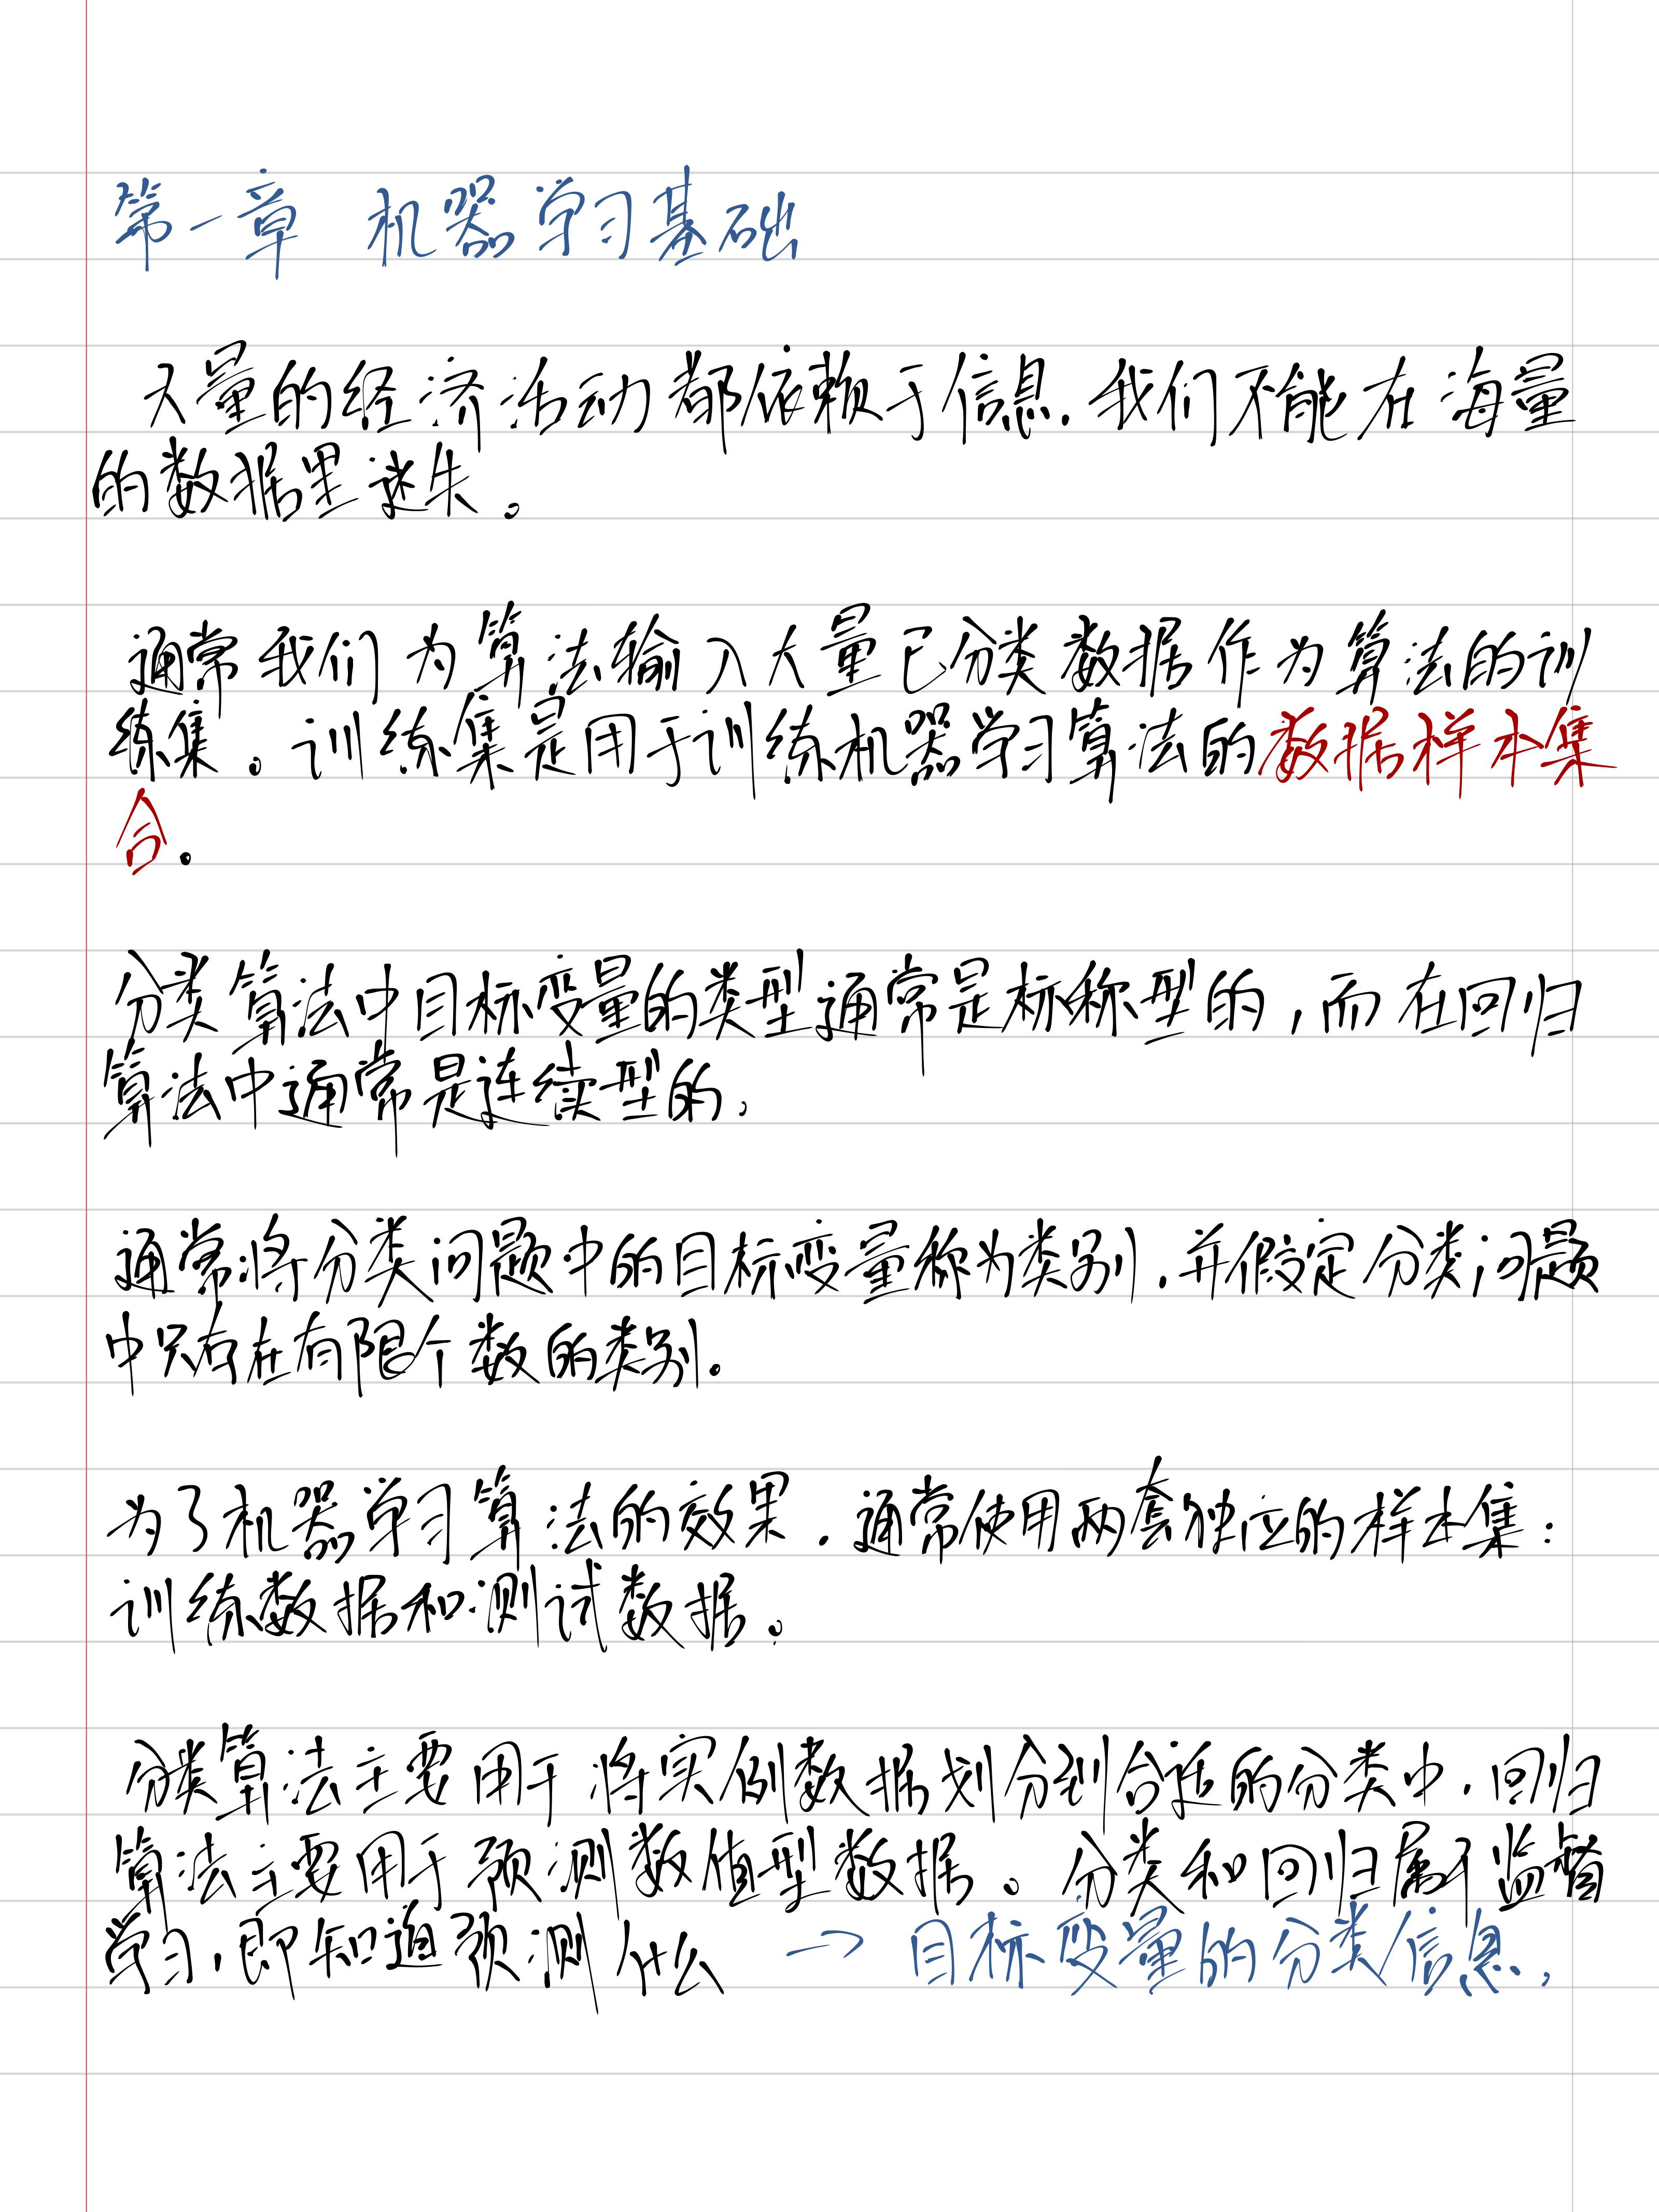 第一章 机器学习基础
大量的经济活动都依赖于信息.我们不能在海量
的数据里迷失。
通常我们为算法输入大量已分类数据作为算法的训
练集。训练集是用于训练机器学习算法的数据样本集
合.
分类算法中目标变量的类型通常是标称型的,而在回归
算法中通常是连续型的,
通常将分类问题中的目标变量称为类别,并假定分类问题
中只存在有限个数的类别.
为了机器学习算法的效果,通常使用两套独立的样本集:
训练数据和测试数据。
分类算法主要用于将实例数据划分到合适的分类中,回归
算法主要用于预测数值型数据。分类和回归属于监督
学习,即知道预测什么 → 目标变量的分类信息,